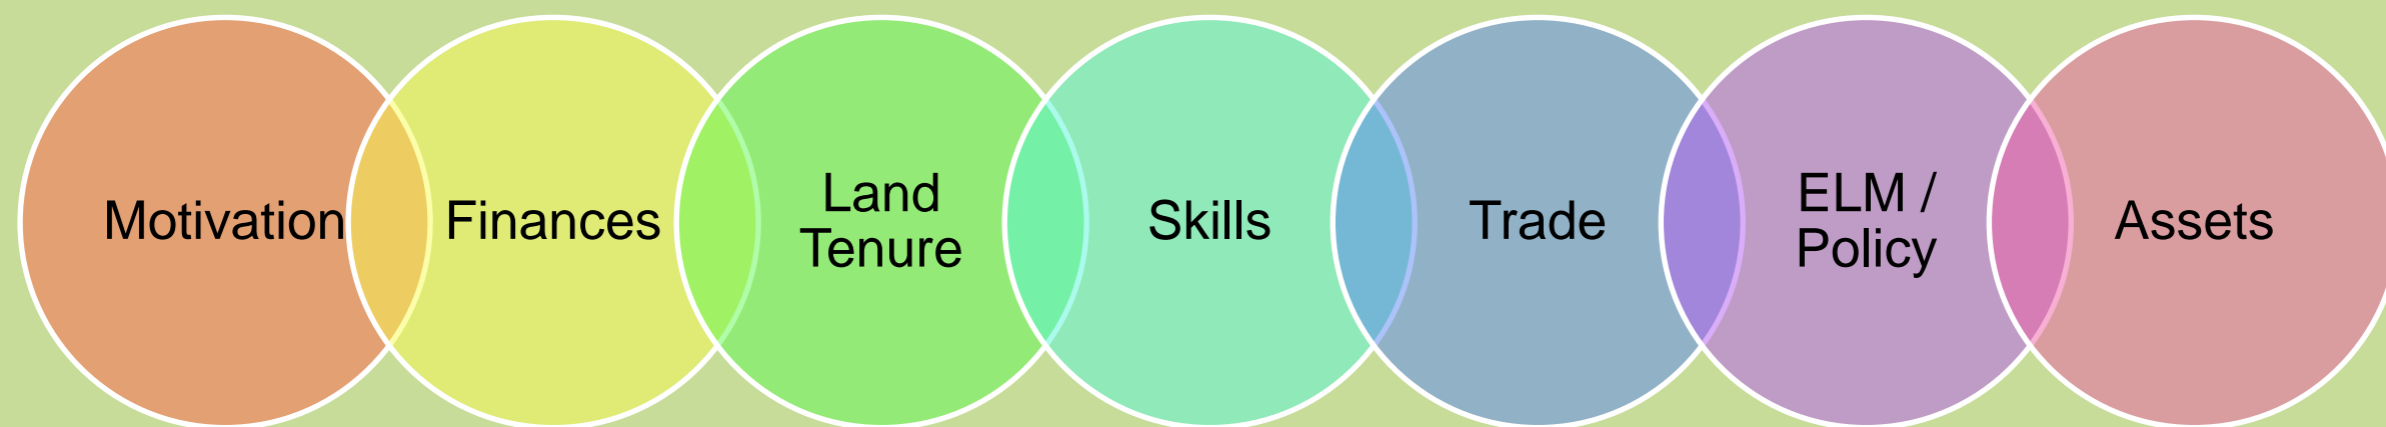 Motivation
Finances
Land
Tenure
Skills
Trade
ELM /
Policy
Assets